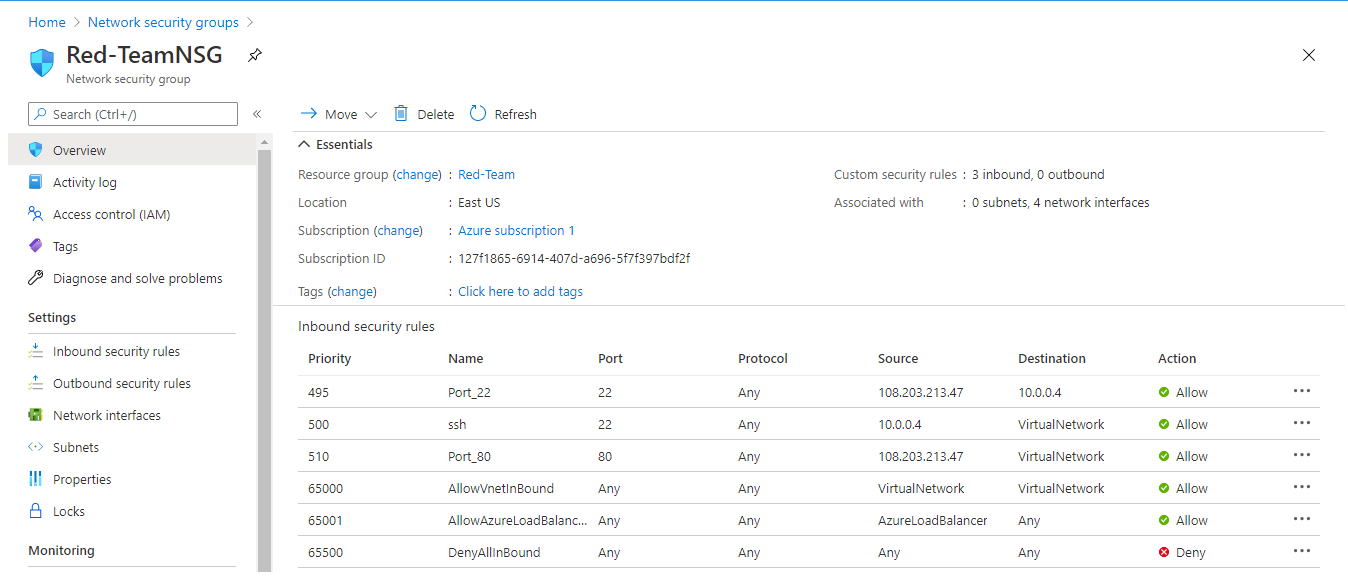 Home > Network security groups >
Red-TeamNSG
Network security group
Search (Ctrl+/)
«
Overview
Activity log
Access control (IAM)
Tags
Diagnose and solve problems
Settings
Inbound security rules
Outbound security rules
Network interfaces
Subnets
Properties
Locks
Monitoring
Move Delete Refresh
Essentials
Resource group (change) : Red-Team
Location : East US
Subscription (change) : Azure subscription 1
Subscription ID : 127f1865-6914-407d-a696-5f7f397bdf2f
Tags (change) : Click here to add tags
Custom security rules : 3 inbound, 0 outbound
Associated with : 0 subnets, 4 network interfaces
Inbound security rules
Priority Name Port Protocol Source Destination Action
495 Port_22 22 Any 108.203.213.47 10.0.0.4 Allow ...
500 ssh 22 Any 10.0.0.4 VirtualNetwork Allow ...
510 Port_80 80 Any 108.203.213.47 VirtualNetwork Allow ...
65000 AllowVnetInBound Any Any VirtualNetwork VirtualNetwork Allow ...
65001 AllowAzureLoadBalanc... Any Any AzureLoadBalancer Any Allow ...
65500 DenyAllInBound Any Any Any Any Deny ...